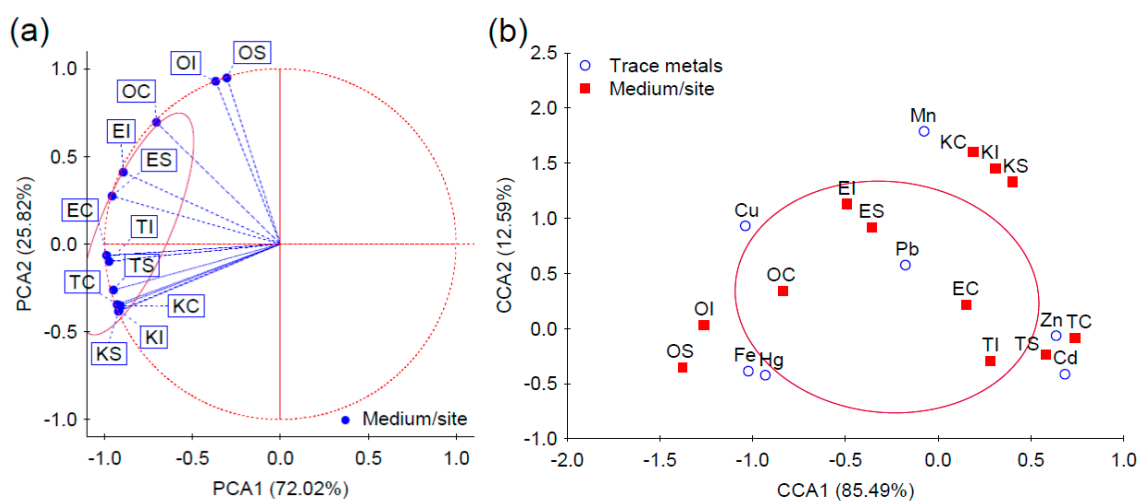 (a)
OI
OS
OC
EI
ES
EC
TI
TC
TS
KC
KI
KS
1.0
0.5
0.0
-0.5
-1.0
PCA2 (25.82%)
-1.0
-0.5
0.0
0.5
1.0
PCA1 (72.02%)
Medium/site
(b)
Trace metals
Medium/site
2.5
2.0
1.5
1.0
0.5
0.0
-0.5
-1.0
CCA2 (12.59%)
Mn
KC
KI
KS
EI
ES
Cu
Pb
OC
EC
OI
Zn
TC
OS
Fe
Hg
TI
TS
Cd
-2.0
-1.5
-1.0
-0.5
0.0
0.5
1.0
CCA1 (85.49%)